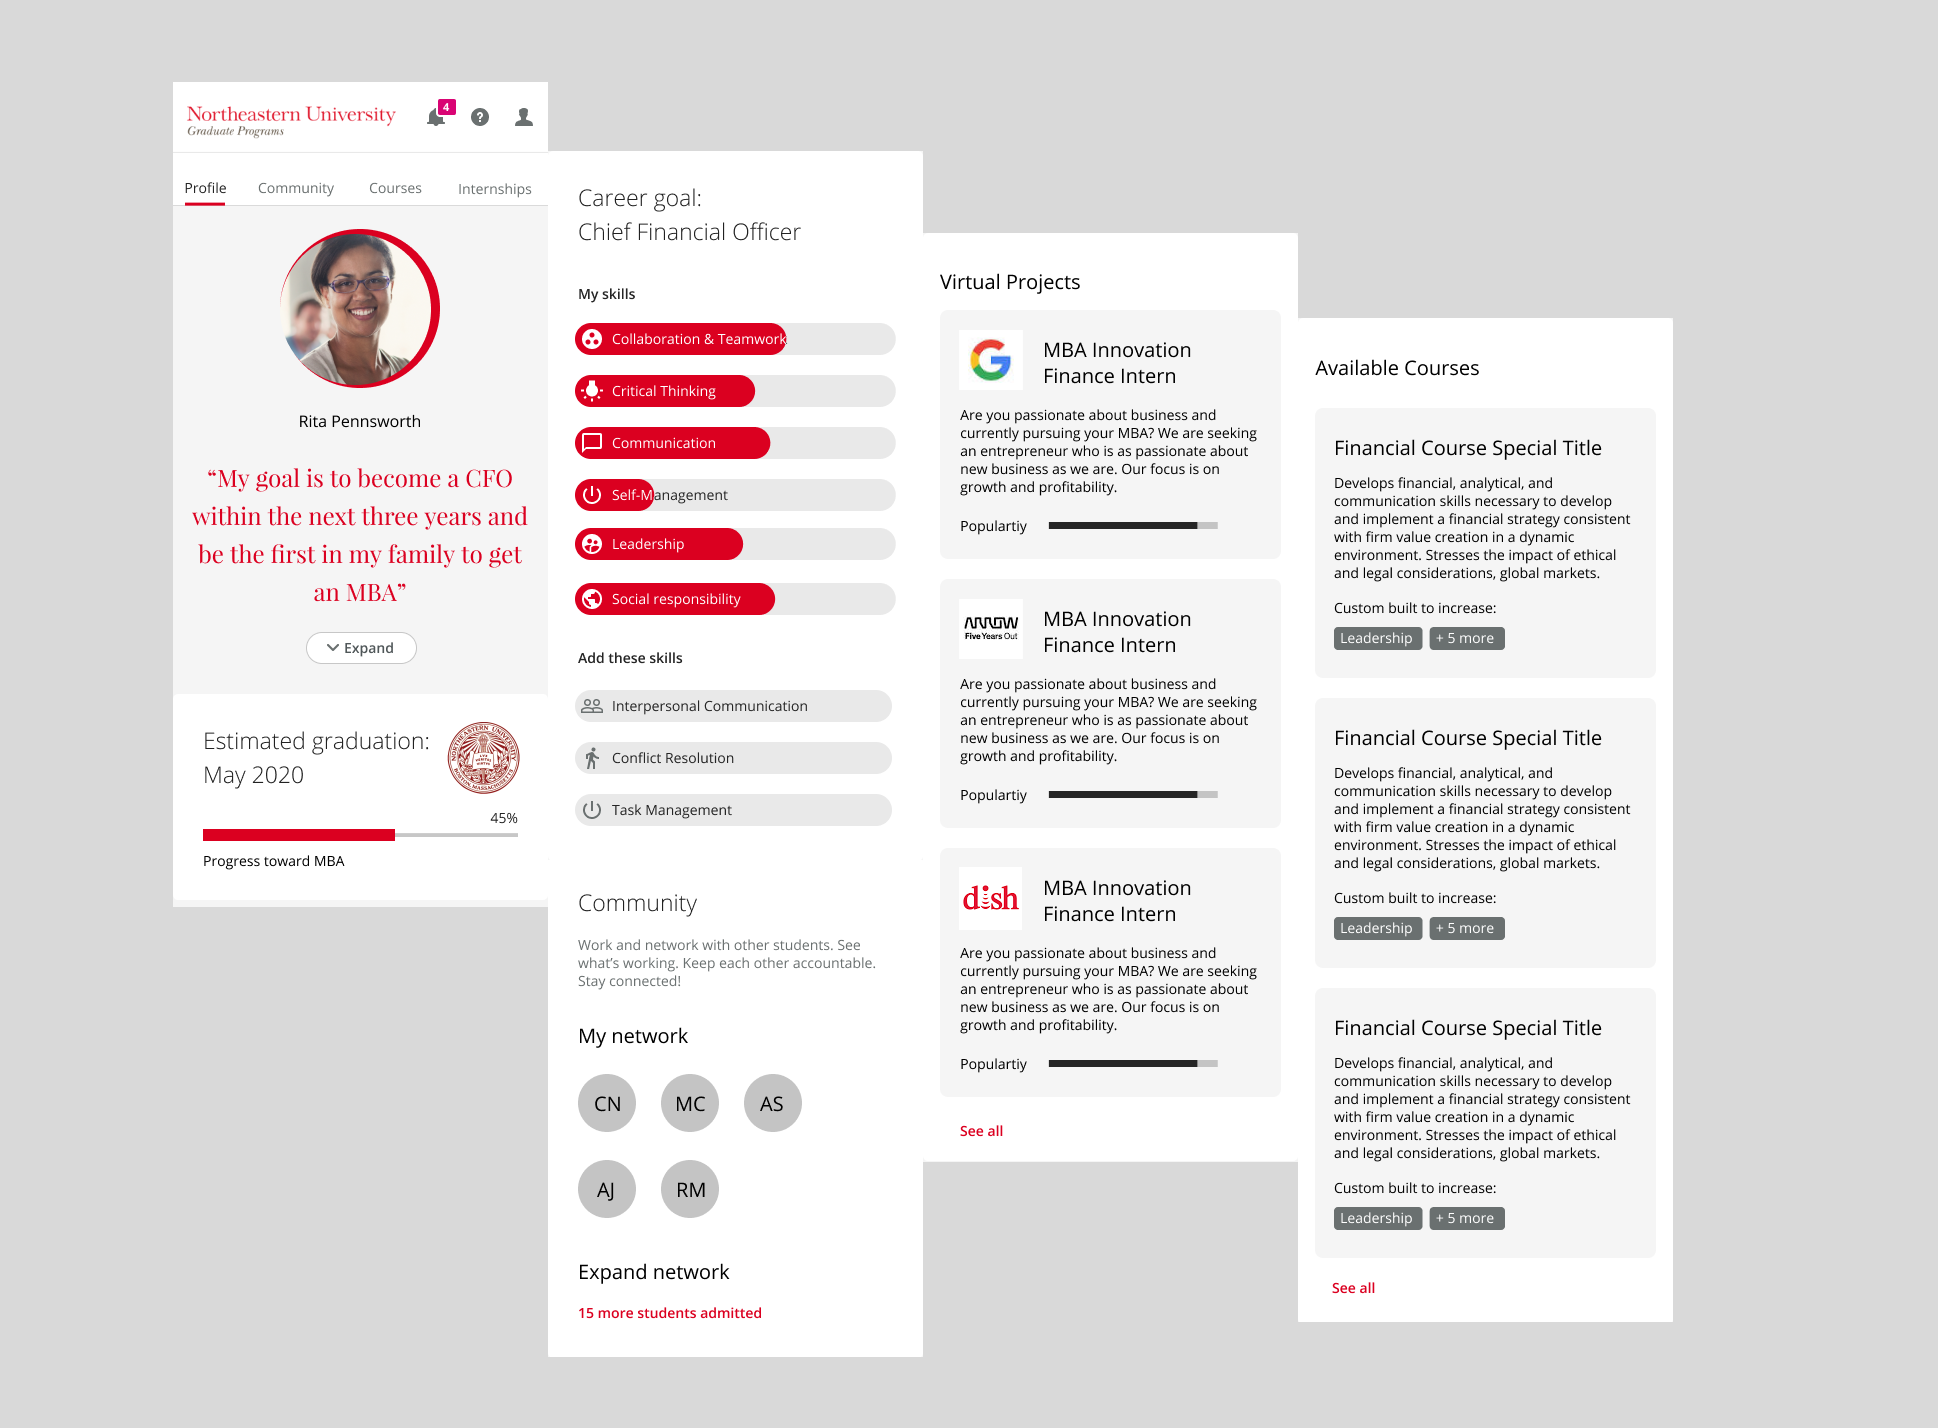 Northeastern University
Graduate Programs
4
?
Profile
Community
Courses
Internships
Rita Pennsworth
“My goal is to become a CFO
within the next three years and
be the first in my family to get
an MBA”
Expand
Estimated graduation:
May 2020
45%
Progress toward MBA
Career goal:
Chief Financial Officer
My skills
Collaboration & Teamwork
Critical Thinking
Communication
Self-Management
Leadership
Social responsibility
Add these skills
Interpersonal Communication
Conflict Resolution
Task Management
Community
Work and network with other students. See
what’s working. Keep each other accountable.
Stay connected!
My network
CN
MC
AS
AJ
RM
Expand network
15 more students admitted
Virtual Projects
G
MBA Innovation
Finance Intern
Are you passionate about business and
currently pursuing your MBA? We are seeking
an entrepreneur who is as passionate about
new business as we are. Our focus is on
growth and profitability.
Populartiy
ARROW
Five Years Out
MBA Innovation
Finance Intern
Are you passionate about business and
currently pursuing your MBA? We are seeking
an entrepreneur who is as passionate about
new business as we are. Our focus is on
growth and profitability.
Populartiy
dish
MBA Innovation
Finance Intern
Are you passionate about business and
currently pursuing your MBA? We are seeking
an entrepreneur who is as passionate about
new business as we are. Our focus is on
growth and profitability.
Populartiy
See all
Available Courses
Financial Course Special Title
Develops financial, analytical, and
communication skills necessary to develop
and implement a financial strategy consistent
with firm value creation in a dynamic
environment. Stresses the impact of ethical
and legal considerations, global markets.
Custom built to increase:
Leadership
+ 5 more
Financial Course Special Title
Develops financial, analytical, and
communication skills necessary to develop
and implement a financial strategy consistent
with firm value creation in a dynamic
environment. Stresses the impact of ethical
and legal considerations, global markets.
Custom built to increase:
Leadership
+ 5 more
Financial Course Special Title
Develops financial, analytical, and
communication skills necessary to develop
and implement a financial strategy consistent
with firm value creation in a dynamic
environment. Stresses the impact of ethical
and legal considerations, global markets.
Custom built to increase:
Leadership
+ 5 more
See all